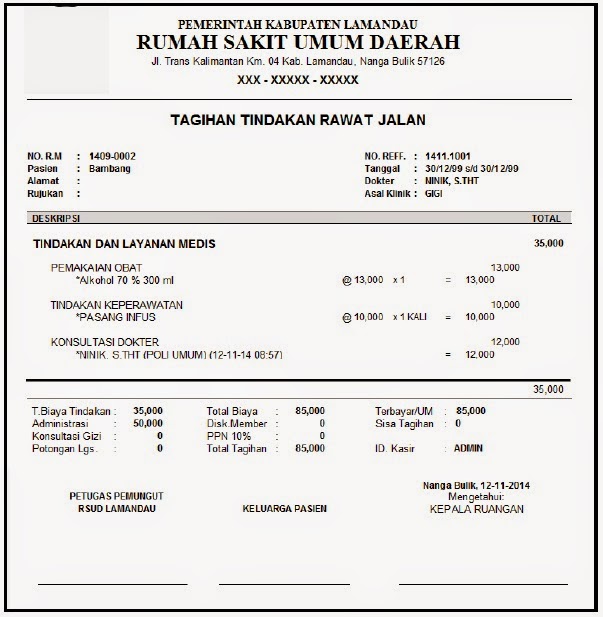 PEMERINTAH KABUPATEN LAMANDAU
RUMAH SAKIT UMUM DAERAH
Jl. Trans Kalimantan Km. 04 Kab. Lamandau, Nanga Bulik 57126
XXX - XXXXX - XXXXX
TAGIHAN TINDAKAN RAWAT JALAN
NO. R.M : 1409-0002 NO. REFF. : 1411.1001
Pasien : Bambang Tanggal : 30/12/99 s/d 30/12/99
Alamat : Dokter : NINIK, S.THT
Rujukan : Asal Klinik : GIGI
DESKRIPSI TOTAL
TINDAKAN DAN LAYANAN MEDIS 35,000
PEMAKAIAN OBAT 13,000
*Alkohol 70 % 300 ml @ 13,000 x 1 = 13,000
TINDAKAN KEPERAWATAN 10,000
*PASANG INFUS @ 10,000 x 1 KALI = 10,000
KONSULTASI DOKTER 12,000
*NINIK, S.THT (POLI UMUM) (12-11-14 08:57) = 12,000
35,000
T.Biaya Tindakan : 35,000 Total Biaya : 85,000 Terbayar/UM : 85,000
Administrasi : 50,000 Disk.Member : 0 Sisa Tagihan : 0
Konsultasi Gizi : 0 PPN 10% : 0
Potongan Lgs. : 0 Total Tagihan : 85,000 ID. Kasir : ADMIN
Nanga Bulik, 12-11-2014
PETUGAS PEMUNGUT Mengetahui:
RSUD LAMANDAU KELUARGA PASIEN KEPALA RUANGAN